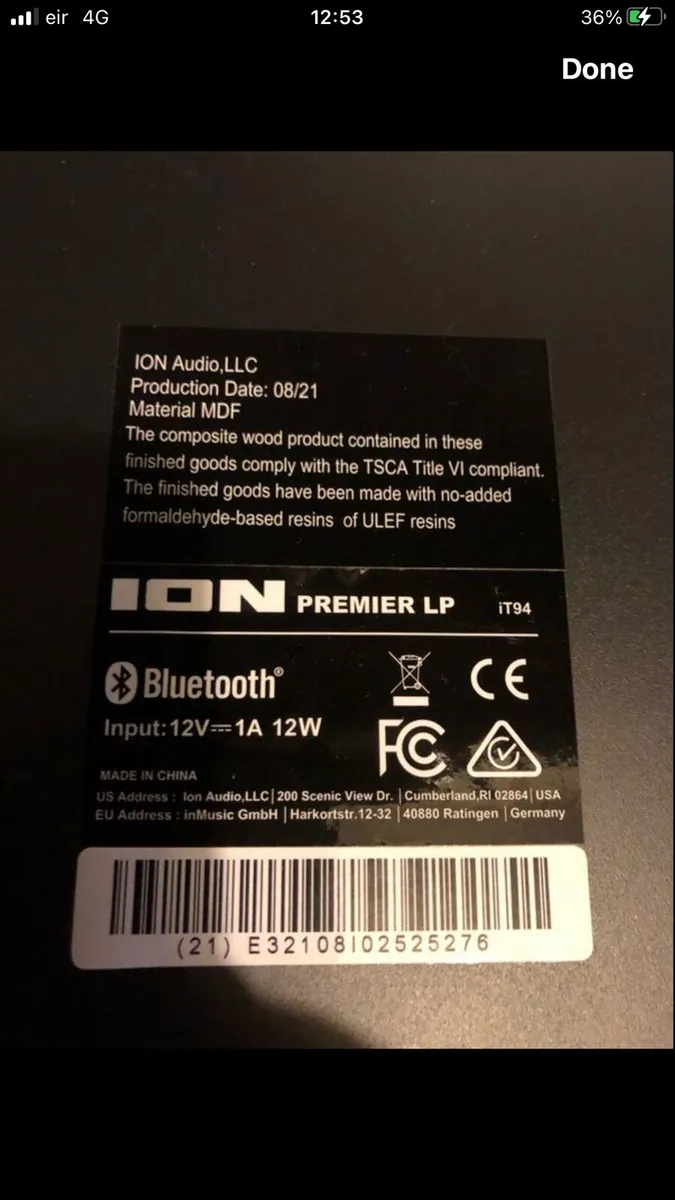 eir 4G 12:53 36%
Done
ION Audio,LLC
Production Date: 08/21
Material MDF
The composite wood product contained in these
finished goods comply with the TSCA Title VI compliant.
The finished goods have been made with no-added
formaldehyde-based resins of ULEF resins
ION PREMIER LP iT94
Bluetooth®
CE
Input:12V⎓1A 12W
FC
MADE IN CHINA
US Address : Ion Audio,LLC| 200 Scenic View Dr. | Cumberland,RI 02864| USA
EU Address : inMusic GmbH | Harkortstr.12-32 | 40880 Ratingen | Germany
(21) E32108I02525276